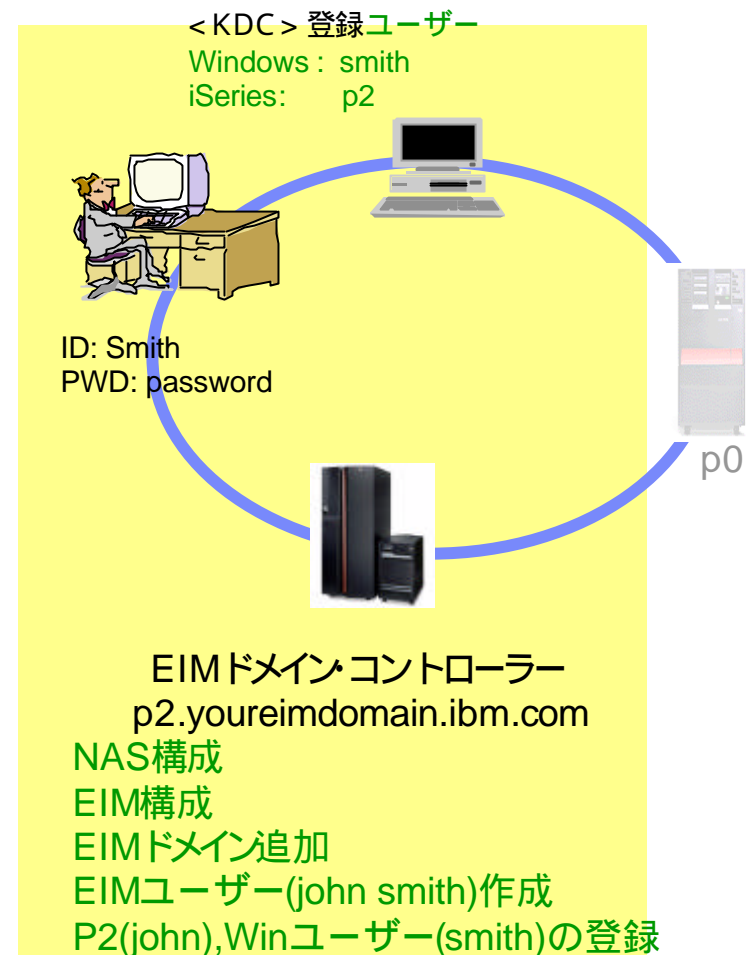 <KDC> 登録ユーザー
Windows : smith
iSeries: p2
ID: Smith
PWD: password
p0
EIMドメイン・コントローラー
p2.youreimdomain.ibm.com
NAS構成
EIM構成
EIMドメイン追加
EIMユーザー(john smith)作成
P2(john),Winユーザー(smith)の登録